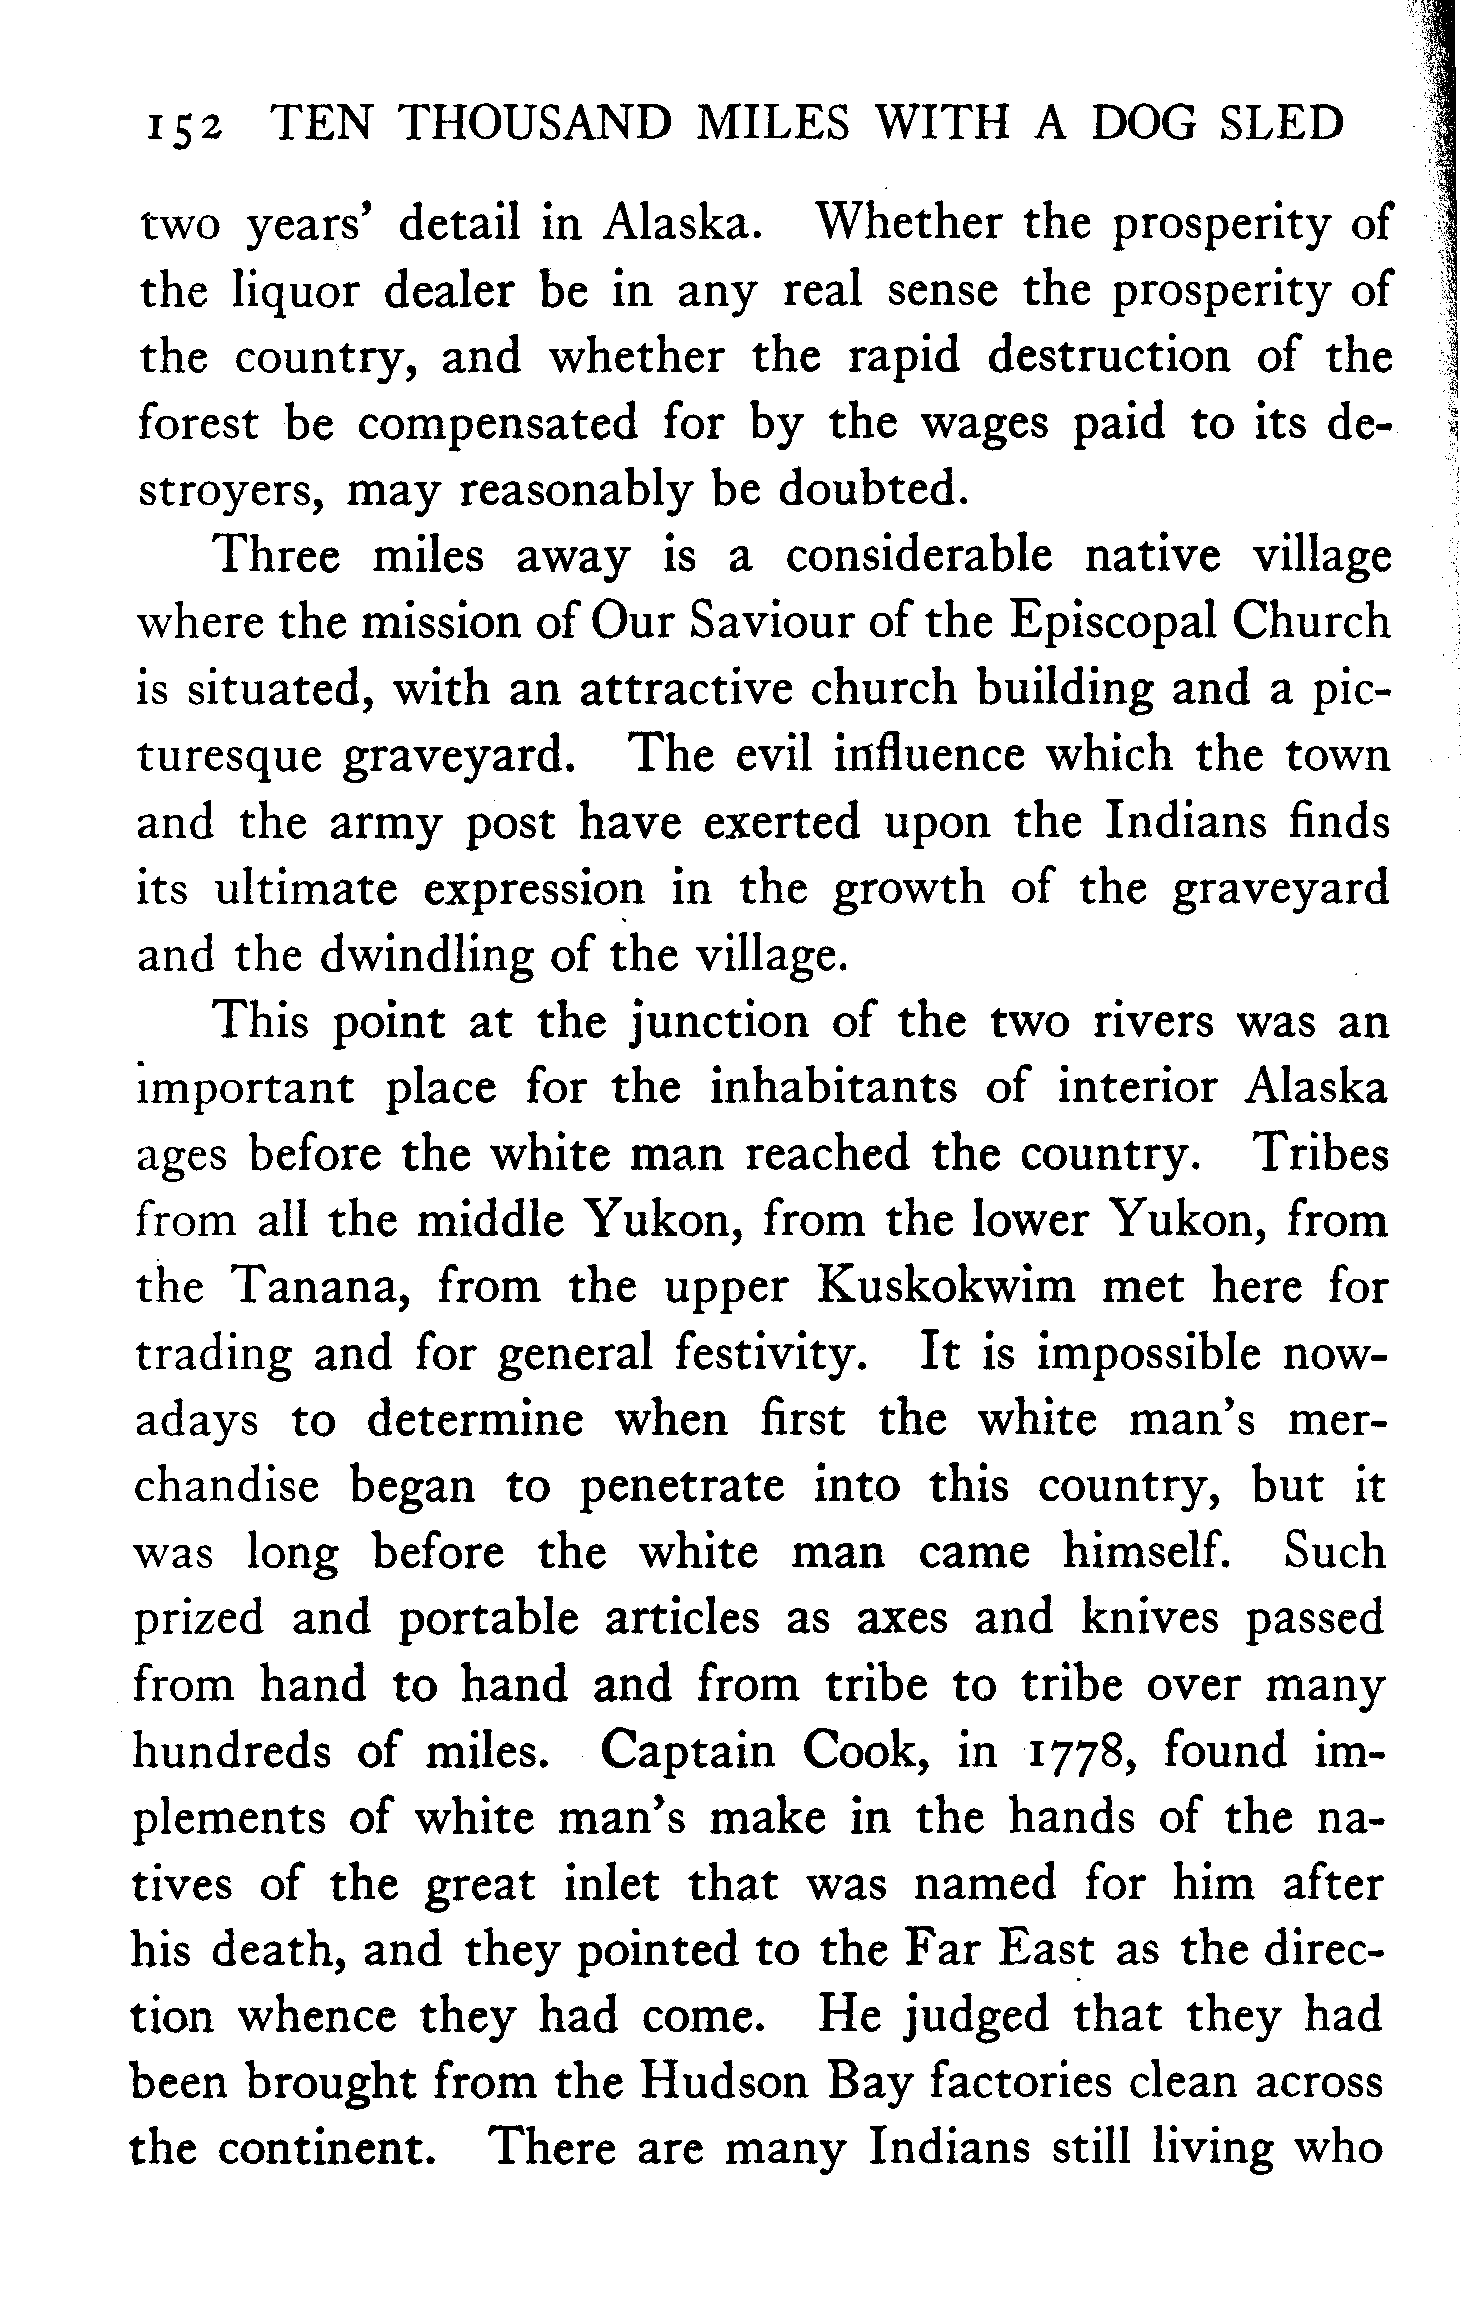 152 TEN THOUSAND MILES WITH A DOG SLED
two years' detail in Alaska. Whether the prosperity of
the liquor dealer be in any real sense the prosperity of
the country, and whether the rapid destruction of the
forest be compensated for by the wages paid to its de-
stroyers, may reasonably be doubted.
Three miles away is a considerable native village
where the mission of Our Saviour of the Episcopal Church
is situated, with an attractive church building and a pic-
turesque graveyard. The evil influence which the town
and the army post have exerted upon the Indians finds
its ultimate expression in the growth of the graveyard
and the dwindling of the village.
This point at the junction of the two rivers was an
important place for the inhabitants of interior Alaska
ages before the white man reached the country. Tribes
from all the middle Yukon, from the lower Yukon, from
the Tanana, from the upper Kuskokwim met here for
trading and for general festivity. It is impossible now-
adays to determine when first the white man's mer-
chandise began to penetrate into this country, but it
was long before the white man came himself. Such
prized and portable articles as axes and knives passed
from hand to hand and from tribe to tribe over many
hundreds of miles. Captain Cook, in 1778, found im-
plements of white man's make in the hands of the na-
tives of the great inlet that was named for him after
his death, and they pointed to the Far East as the direc-
tion whence they had come. He judged that they had
been brought from the Hudson Bay factories clean across
the continent. There are many Indians still living who